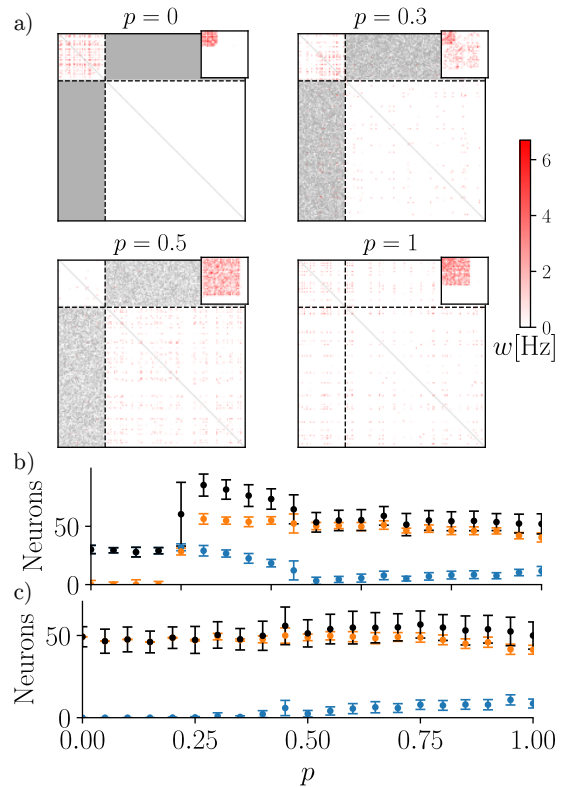 a)
p = 0
p = 0.3
p = 0.5
p = 1
6
4
2
0
w[Hz]
b)
Neurons
50
0
c)
Neurons
50
0
0.00 0.25 0.50 0.75 1.00
p